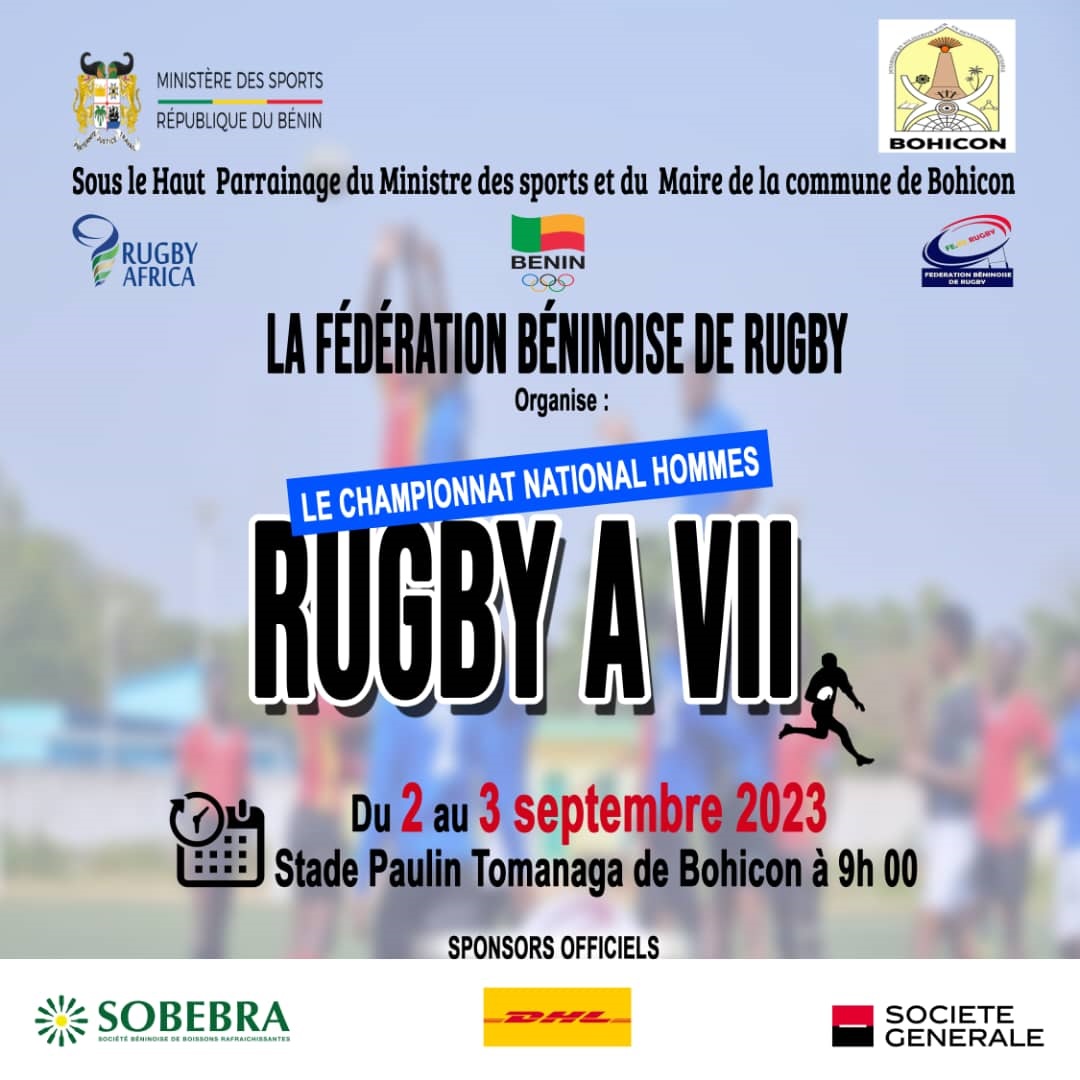 MINISTÈRE DES SPORTS
RÉPUBLIQUE DU BÉNIN
BOHICON
Sous le Haut Parrainage du Ministre des sports et du Maire de la commune de Bohicon
RUGBY
AFRICA
BENIN
FE.BE.RUGBY
FEDERATION BÉNINOISE
DE RUGBY
LA FÉDÉRATION BÉNINOISE DE RUGBY
Organise :
LE CHAMPIONNAT NATIONAL HOMMES
RUGBY A VII
Du 2 au 3 septembre 2023
Stade Paulin Tomanaga de Bohicon à 9h 00
SPONSORS OFFICIELS
SOBEBRA
SOCIÉTÉ BÉNINOISE DE BOISSONS RAFRAICHISSANTES
DHL
SOCIETE
GENERALE